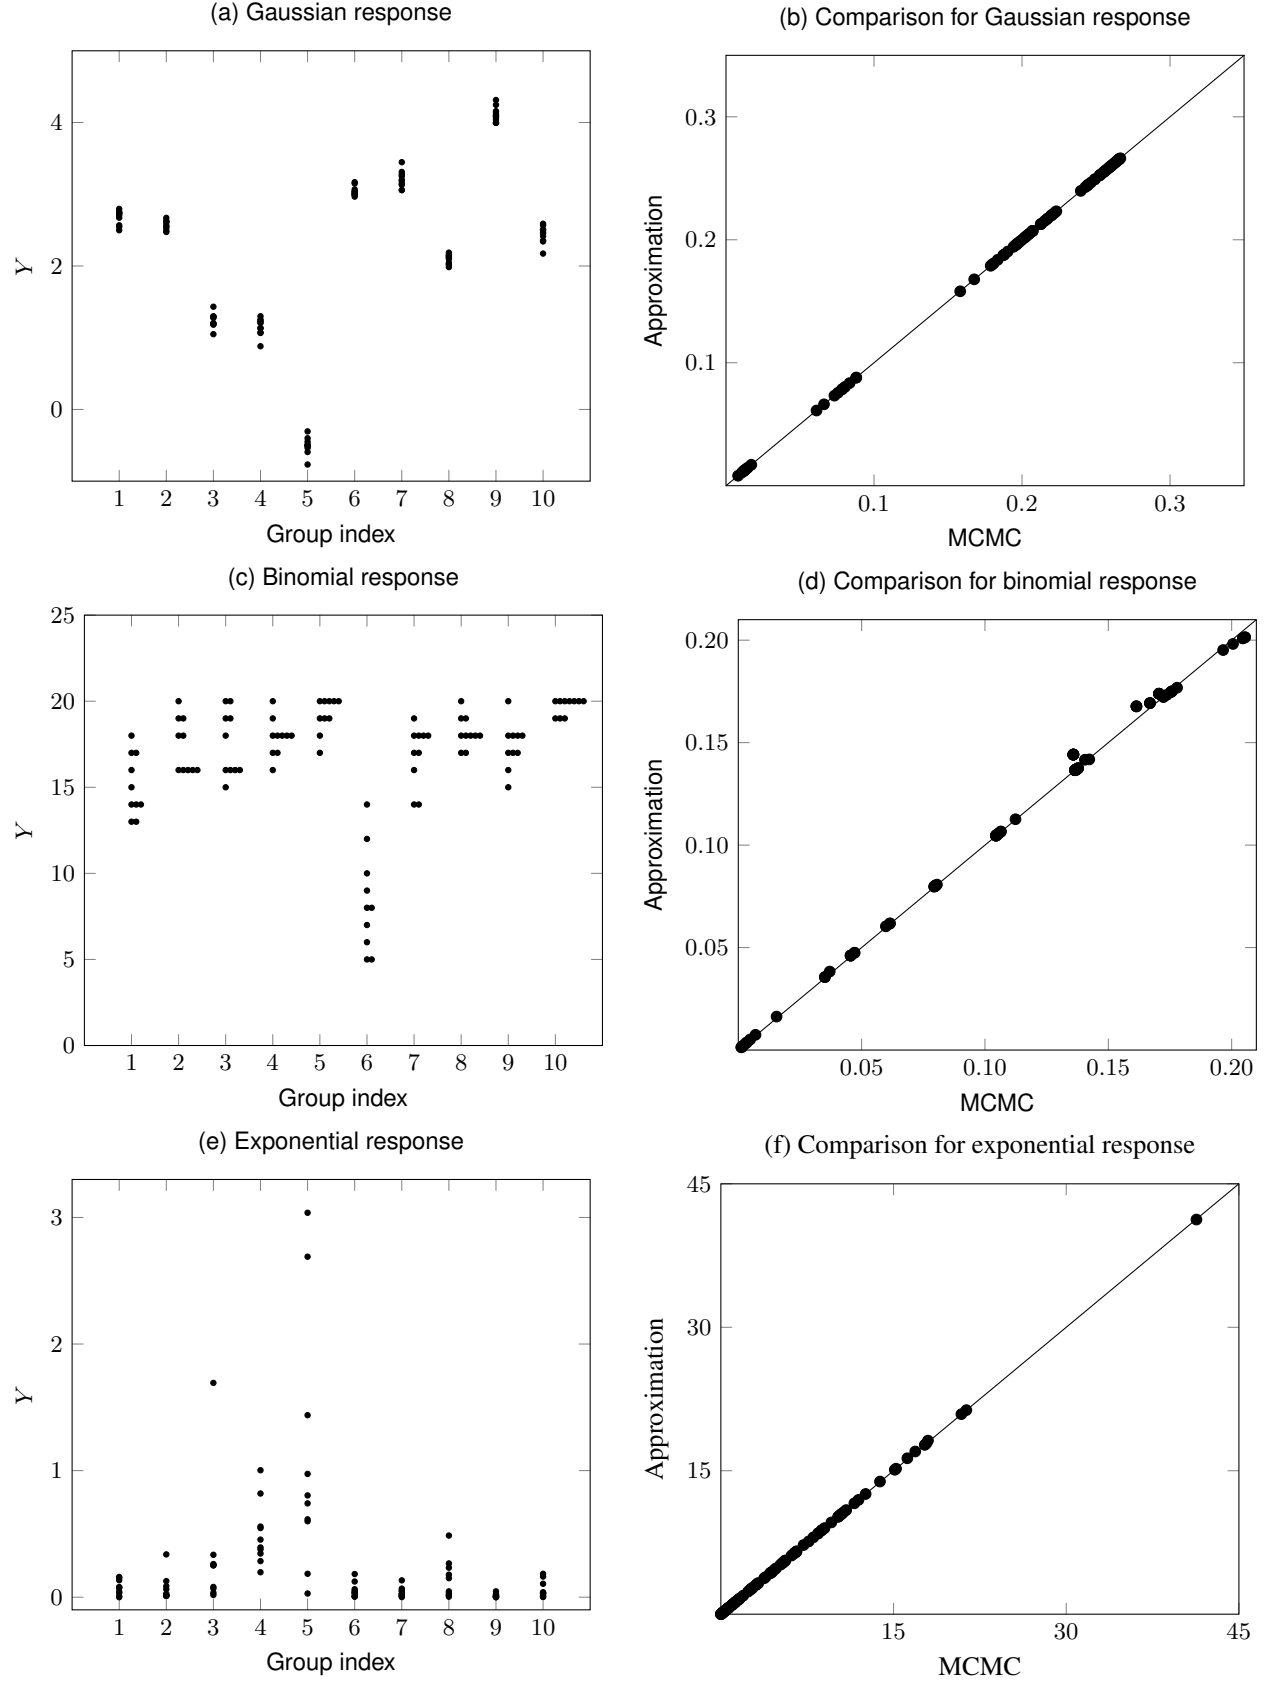 (a) Gaussian response
4
2
0
Y
1 2 3 4 5 6 7 8 9 10
Group index
(b) Comparison for Gaussian response
0.3
0.2
0.1
Approximation
0.1 0.2 0.3
MCMC
(c) Binomial response
25
20
15
10
5
0
Y
1 2 3 4 5 6 7 8 9 10
Group index
(d) Comparison for binomial response
0.20
0.15
0.10
0.05
Approximation
0.05 0.10 0.15 0.20
MCMC
(e) Exponential response
3
2
1
0
Y
1 2 3 4 5 6 7 8 9 10
Group index
(f) Comparison for exponential response
45
30
15
Approximation
15 30 45
MCMC